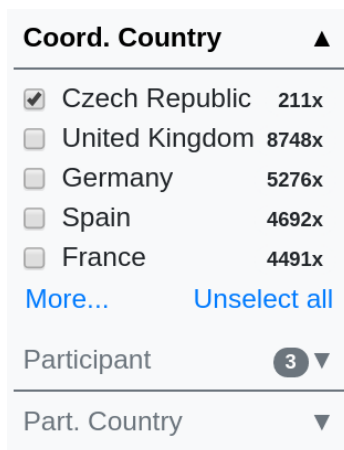 Coord. Country ▲
Czech Republic 211x
United Kingdom 8748x
Germany 5276x
Spain 4692x
France 4491x
More... Unselect all
Participant 3 ▼
Part. Country ▼